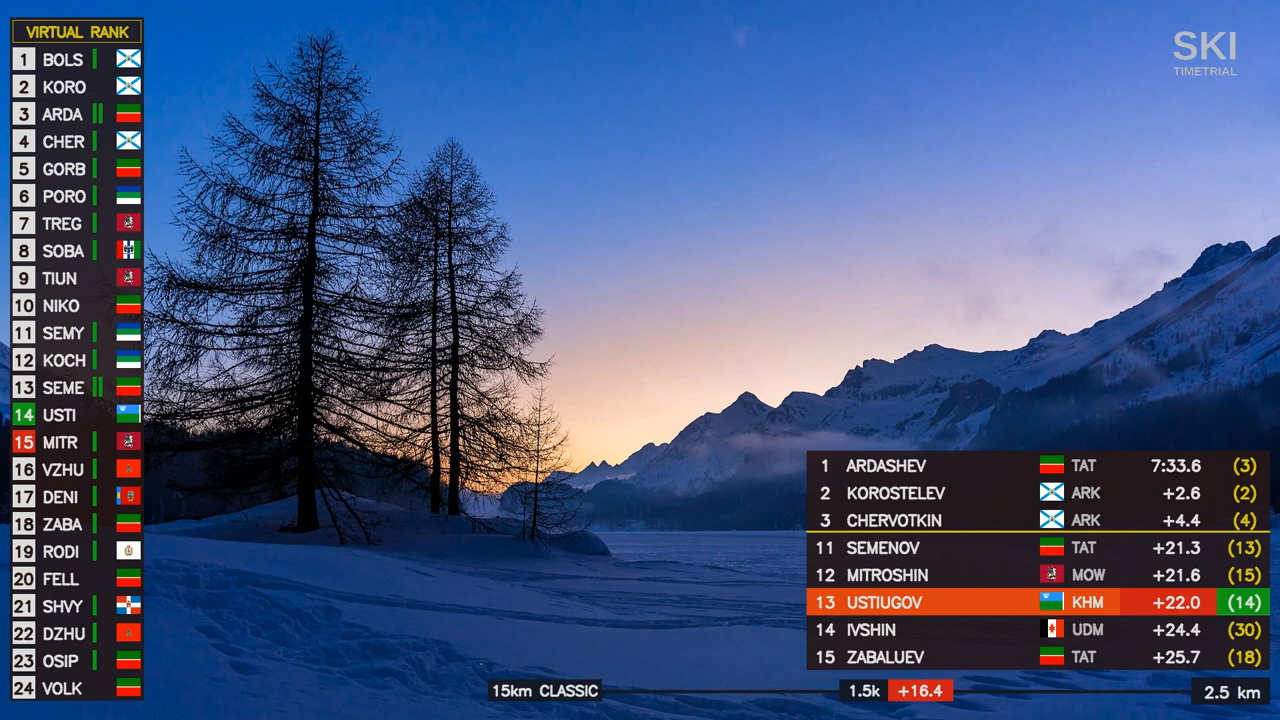 VIRTUAL RANK
1 BOLS
2 KORO
3 ARDA
4 CHER
5 GORB
6 PORO
7 TREG
8 SOBA
9 TIUN
10 NIKO
11 SEMY
12 KOCH
13 SEME
14 USTI
15 MITR
16 VZHU
17 DENI
18 ZABA
19 RODI
20 FELL
21 SHVY
22 DZHU
23 OSIP
24 VOLK
SKI
TIMETRIAL
1 ARDASHEV TAT 7:33.6 (3)
2 KOROSTELEV ARK +2.6 (2)
3 CHERVOTKIN ARK +4.4 (4)
11 SEMENOV TAT +21.3 (13)
12 MITROSHIN MOW +21.6 (15)
13 USTIUGOV KHM +22.0 (14)
14 IVSHIN UDM +24.4 (30)
15 ZABALUEV TAT +25.7 (18)
15km CLASSIC 1.5k +16.4 2.5 km